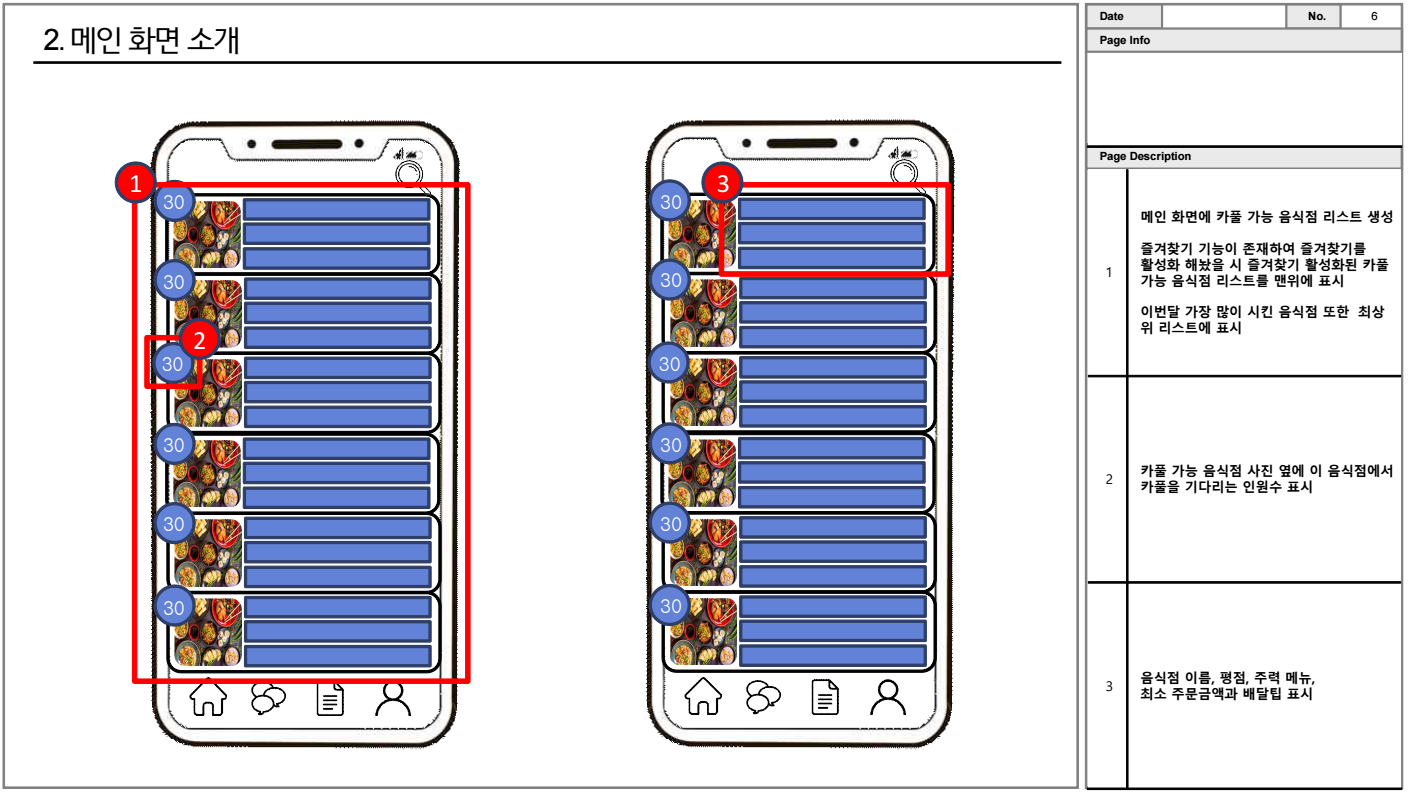 2. 메인 화면 소개
1
30
30
2
30
30
30
30
3
30
30
30
30
30
30
Date
No.
6
Page Info
Page Description
1
메인 화면에 카풀 가능 음식점 리스트 생성
즐겨찾기 기능이 존재하여 즐겨찾기를
활성화 해놨을 시 즐겨찾기 활성화된 카풀
가능 음식점 리스트를 맨위에 표시
이번달 가장 많이 시킨 음식점 또한 최상
위 리스트에 표시
2
카풀 가능 음식점 사진 옆에 이 음식점에서
카풀을 기다리는 인원수 표시
3
음식점 이름, 평점, 주력 메뉴,
최소 주문금액과 배달팁 표시